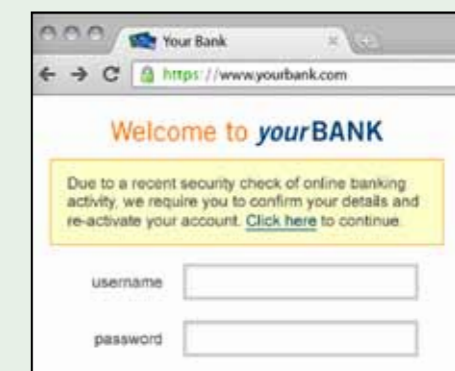 Your Bank
https://www.yourbank.com
Welcome to yourBANK
Due to a recent security check of online banking
activity, we require you to confirm your details and
re-activate your account. Click here to continue.
username
password